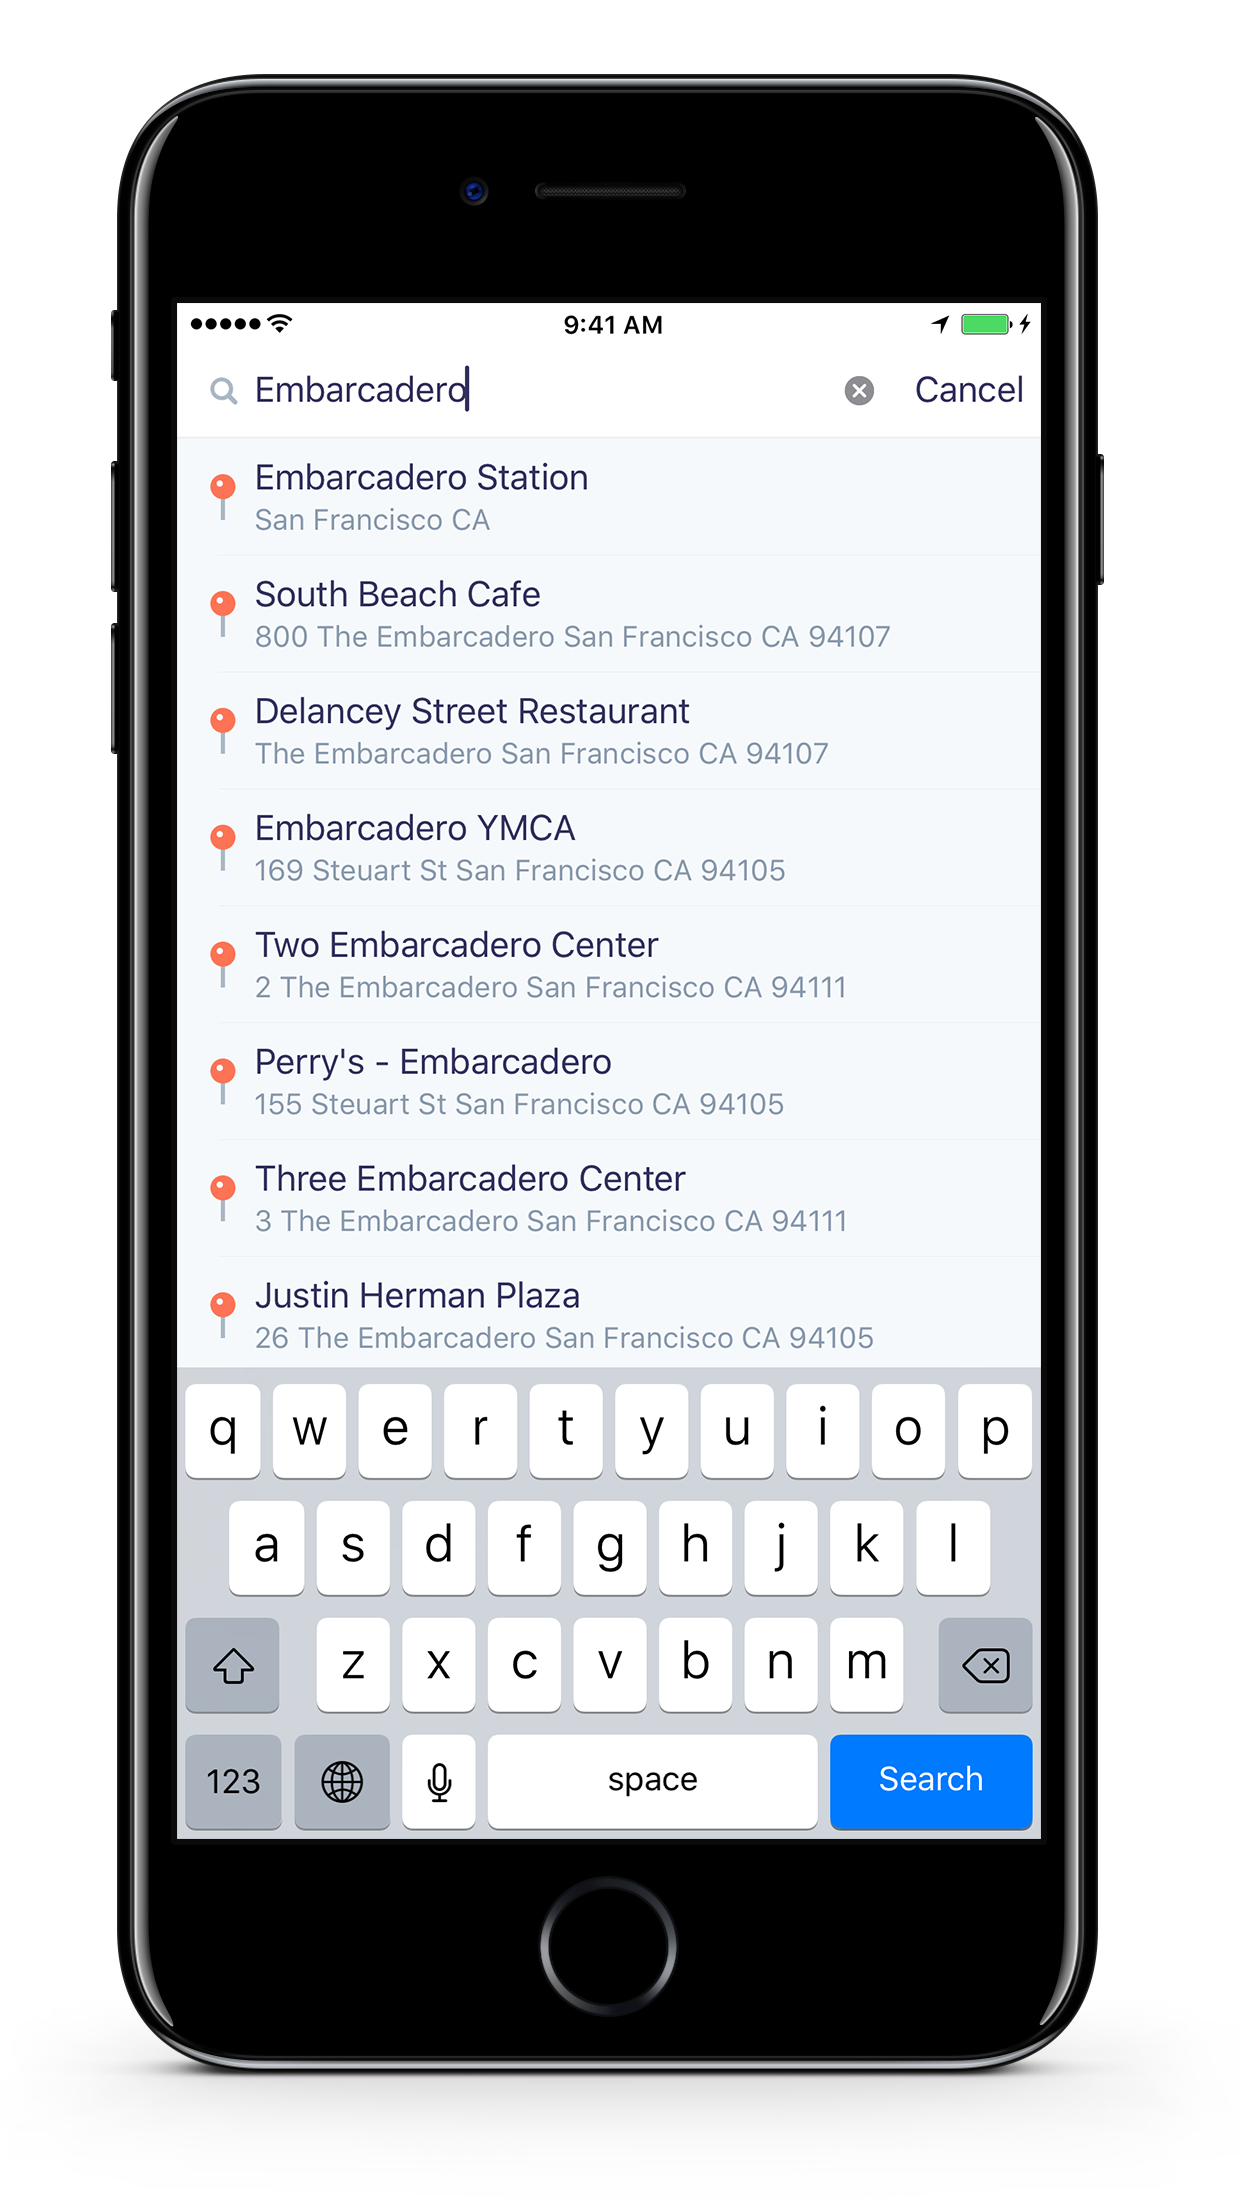 9:41 AM
Embarcadero
Cancel
Embarcadero Station
San Francisco CA
South Beach Cafe
800 The Embarcadero San Francisco CA 94107
Delancey Street Restaurant
The Embarcadero San Francisco CA 94107
Embarcadero YMCA
169 Steuart St San Francisco CA 94105
Two Embarcadero Center
2 The Embarcadero San Francisco CA 94111
Perry's - Embarcadero
155 Steuart St San Francisco CA 94105
Three Embarcadero Center
3 The Embarcadero San Francisco CA 94111
Justin Herman Plaza
26 The Embarcadero San Francisco CA 94105
q w e r t y u i o p
a s d f g h j k l
z x c v b n m
123 space Search